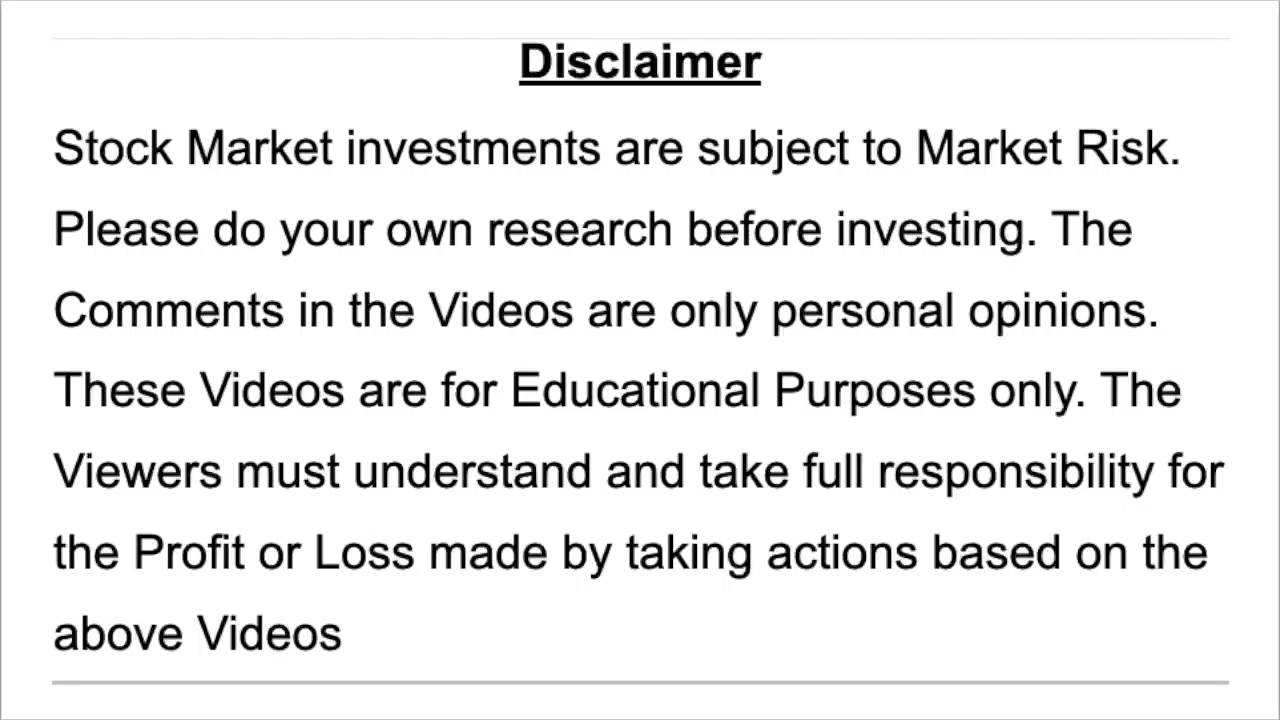 Disclaimer
Stock Market investments are subject to Market Risk.
Please do your own research before investing. The
Comments in the Videos are only personal opinions.
These Videos are for Educational Purposes only. The
Viewers must understand and take full responsibility for
the Profit or Loss made by taking actions based on the
above Videos